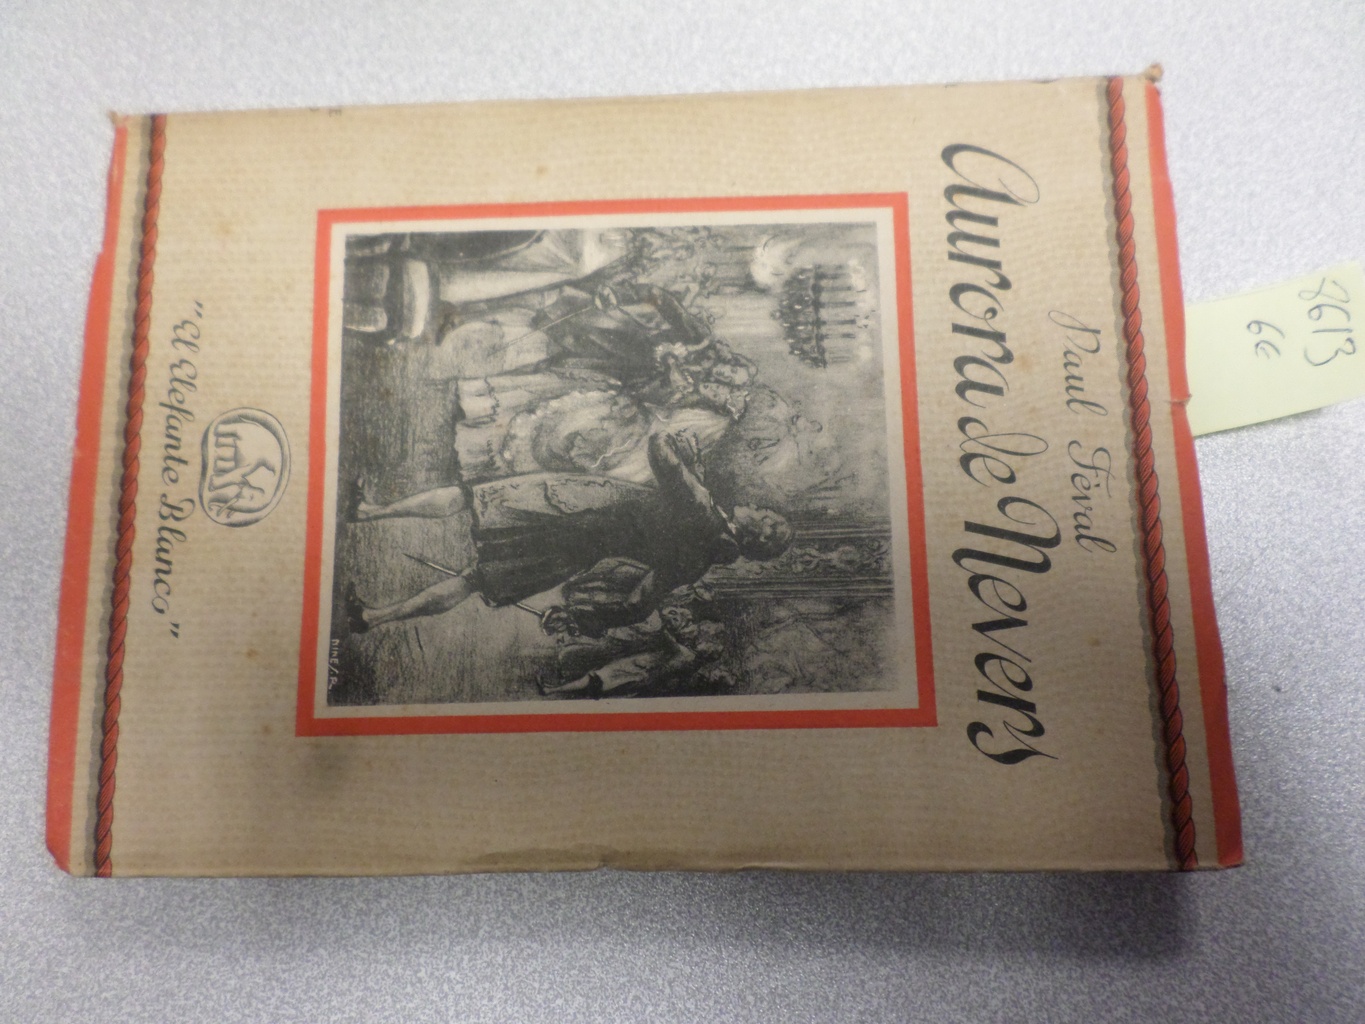 Paul Féval
Aurora de Nevers
"El Elefante Blanco"
2613
6€